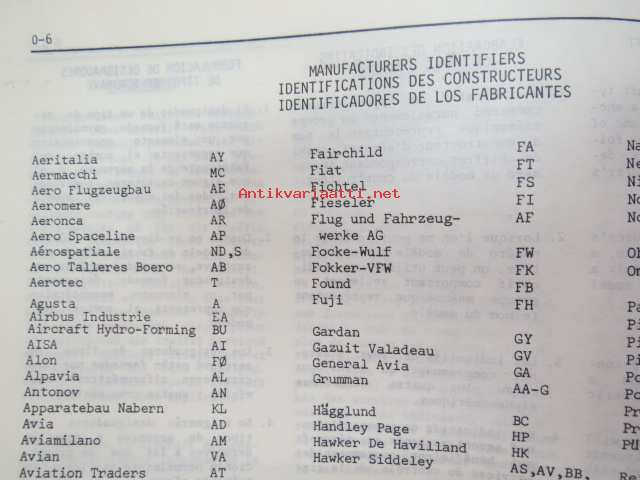 0-6
MANUFACTURERS IDENTIFIERS
IDENTIFICATIONS DES CONSTRUCTEURS
IDENTIFICADORES DE LOS FABRICANTES
Aeritalia AY
Aermacchi MC
Aero Flugzeugbau AE
Aeromere AØ
Aeronca AR
Aero Spaceline AP
Aérospatiale ND,S
Aero Talleres Boero AB
Aerotec T
Agusta A
Airbus Industrie EA
Aircraft Hydro-Forming BU
AISA AI
Alon FØ
Alpavia AL
Antonov AN
Apparatebau Nabern KL
Avia AD
Aviamilano AM
Avian VA
Aviation Traders AT
Fairchild FA
Fiat FT
Fichtel FS
Fieseler FI
Flug und Fahrzeug- AF
werke AG
Focke-Wulf FW
Fokker-VFW FK
Found FB
Fuji FH
Gardan GY
Gazuit Valadeau GV
General Avia GA
Grumman AA-G
Hägglund BC
Handley Page HP
Hawker De Havilland HK
Hawker Siddeley AS,AV,BB,
Na
Ne
Ni
No
No
Antikvariaatti.net